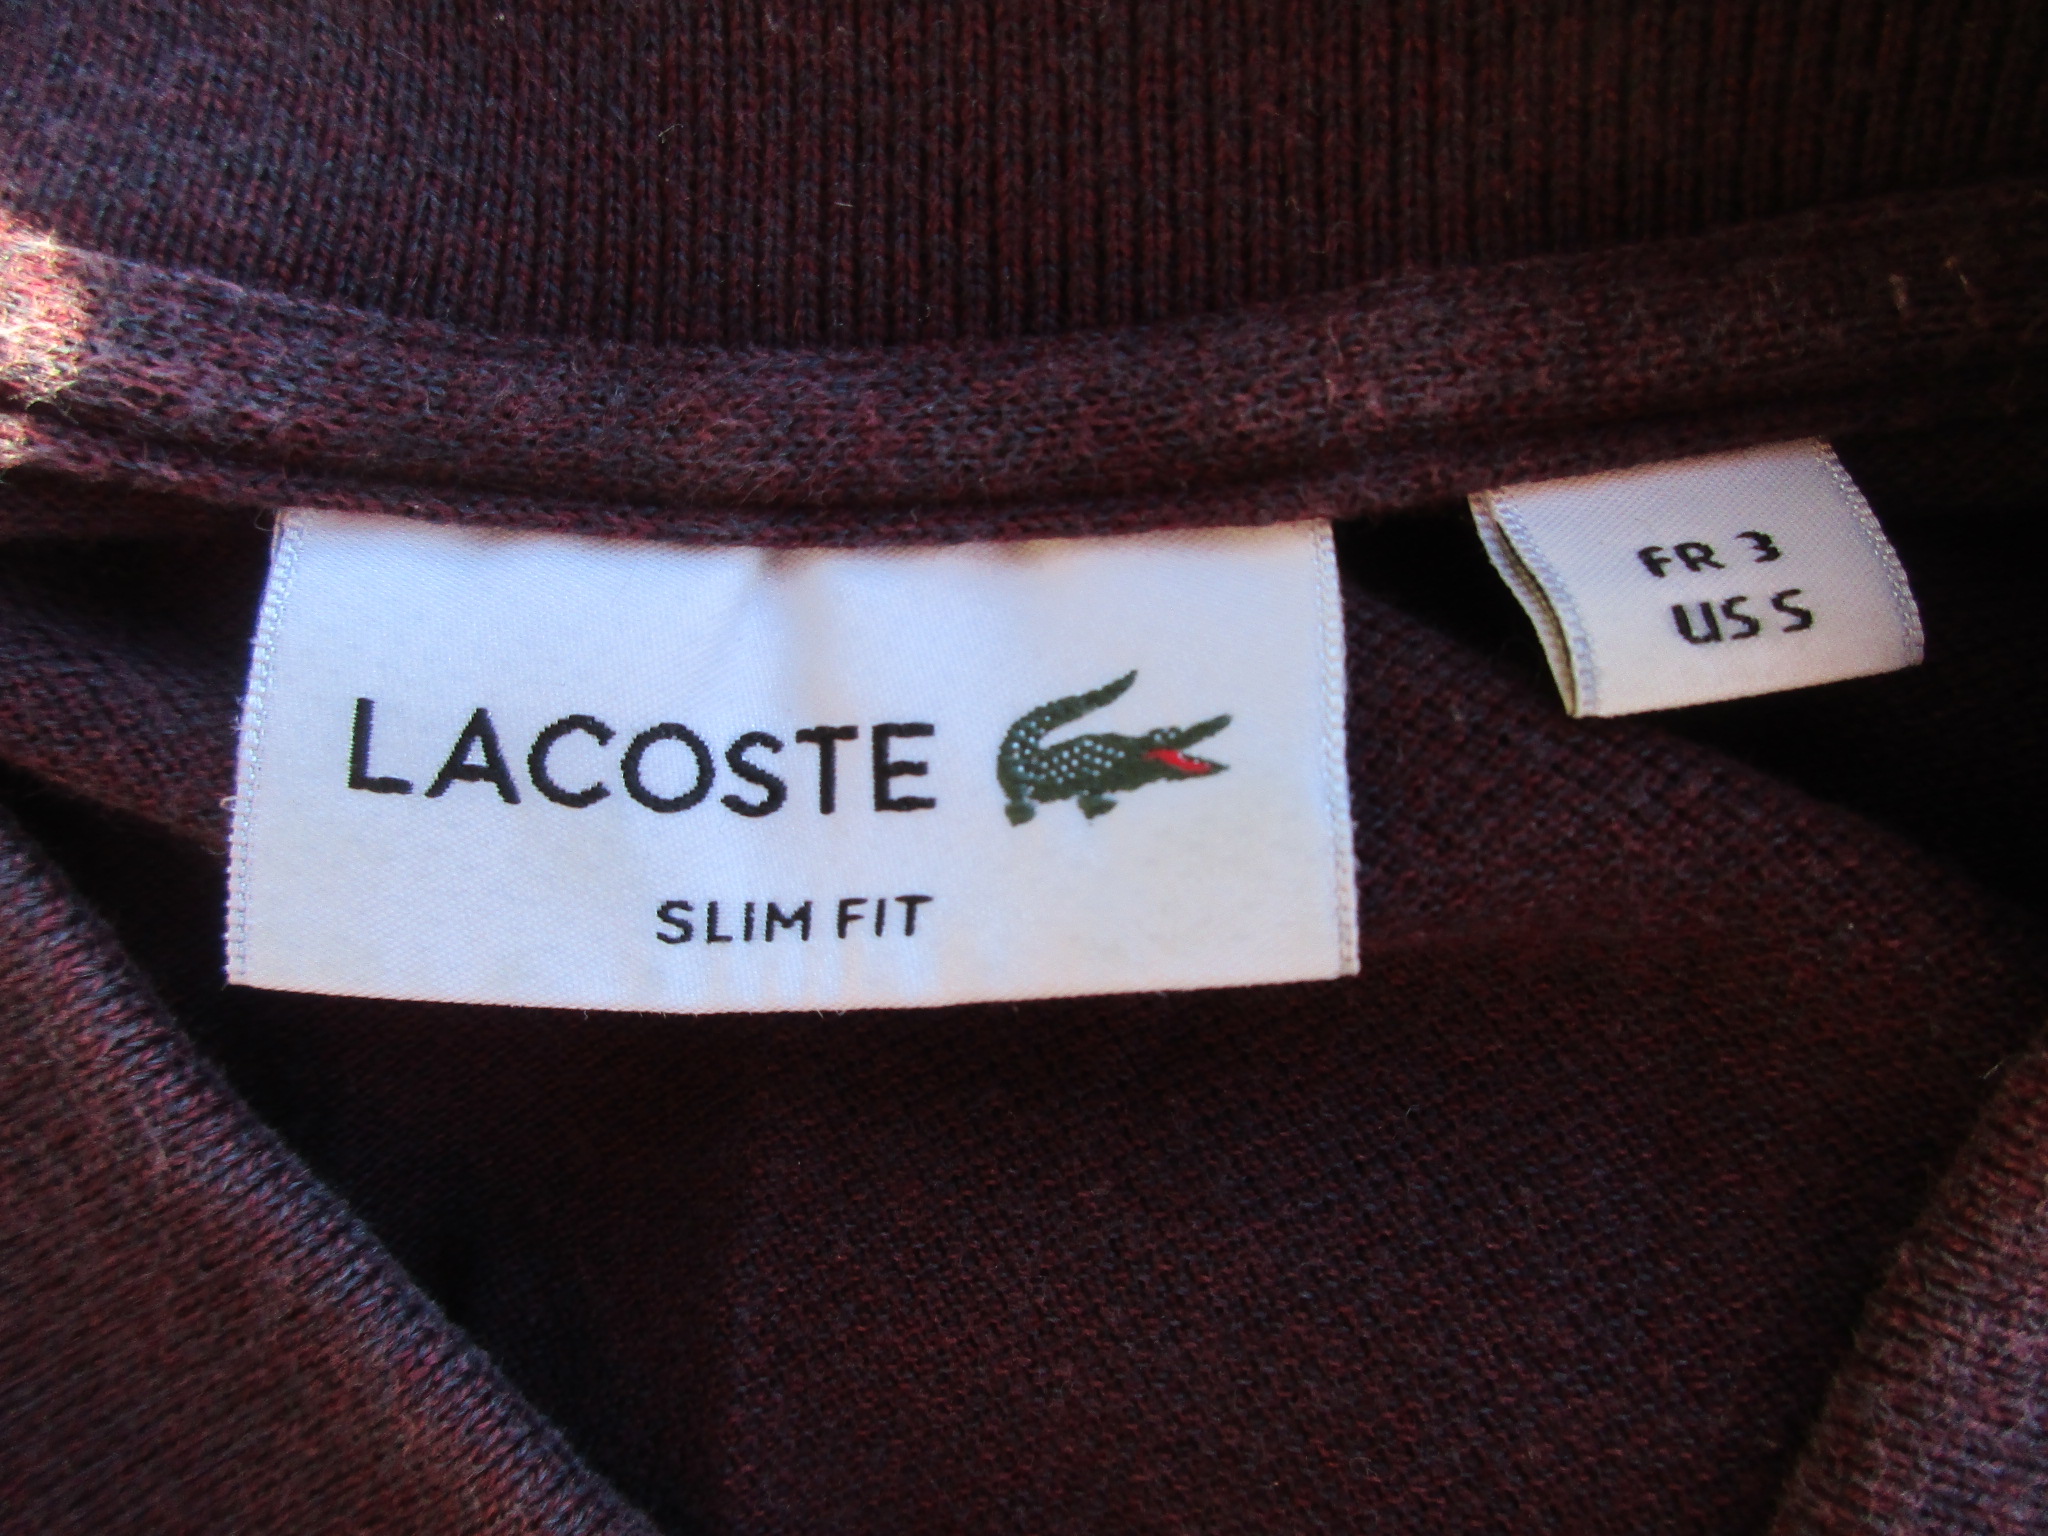 LACOSTE
SLIM FIT
FR 3
US S